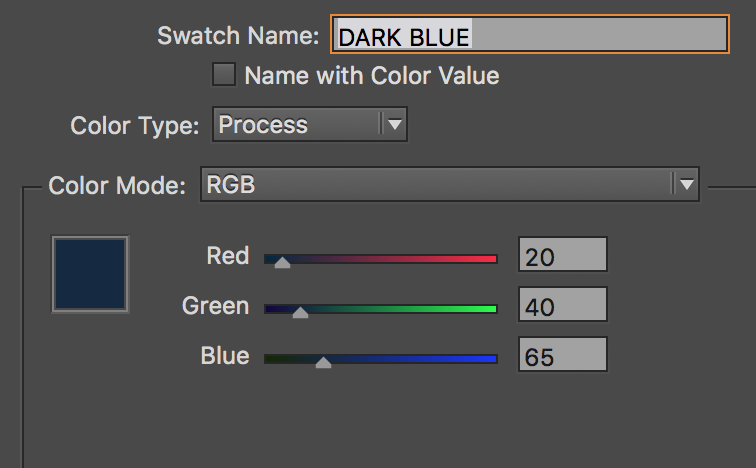 Swatch Name: DARK BLUE
Name with Color Value
Color Type: Process
Color Mode: RGB
Red 20
Green 40
Blue 65